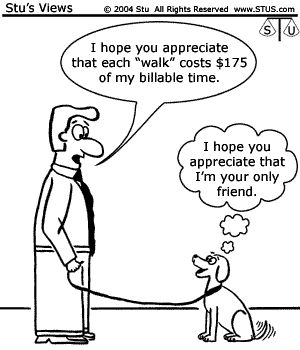 Stu's Views © 2004 Stu All Rights Reserved www.STUS.com
S T U
I hope you appreciate
that each “walk” costs $175
of my billable time.
I hope you
appreciate that
I'm your only
friend.